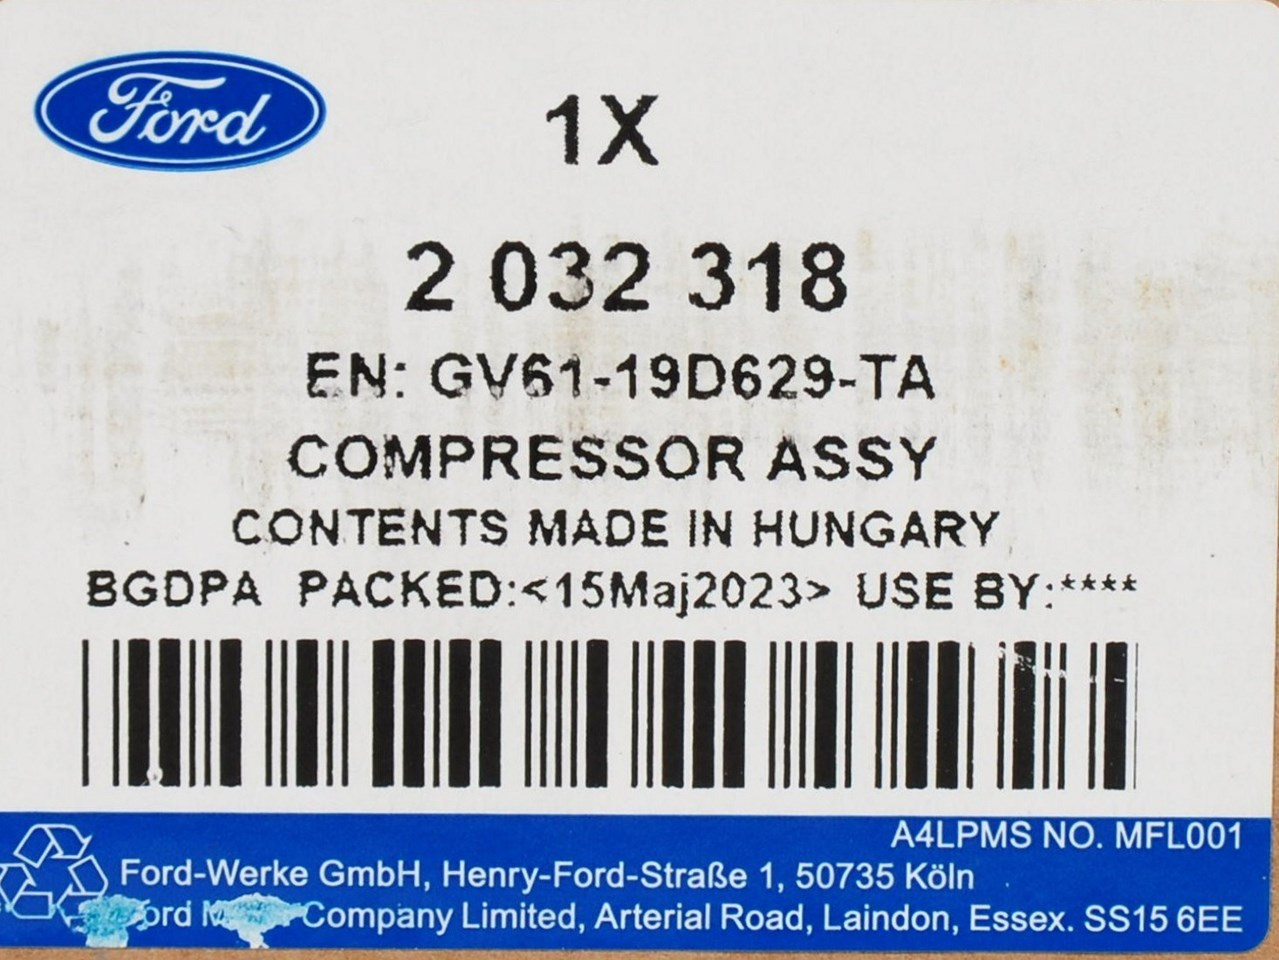 Ford
1X
2 032 318
EN: GV61-19D629-TA
COMPRESSOR ASSY
CONTENTS MADE IN HUNGARY
BGDPA PACKED:<15Maj2023> USE BY:****
A4LPMS NO. MFL001
Ford-Werke GmbH, Henry-Ford-Straße 1, 50735 Köln
Company Limited, Arterial Road, Laindon, Essex. SS15 6EE